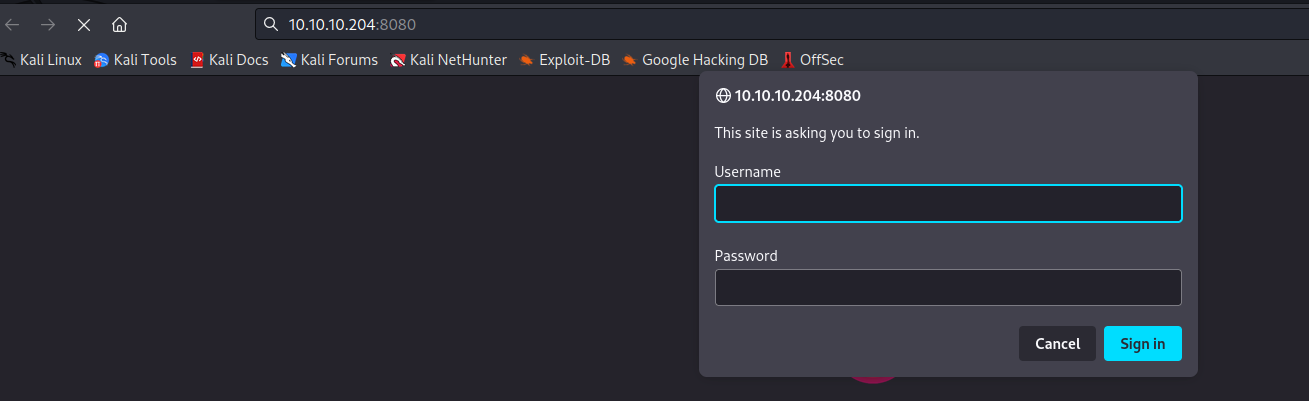 10.10.10.204:8080
Kali Linux Kali Tools Kali Docs Kali Forums Kali NetHunter Exploit-DB Google Hacking DB OffSec
10.10.10.204:8080
This site is asking you to sign in.
Username
Password
Cancel Sign in